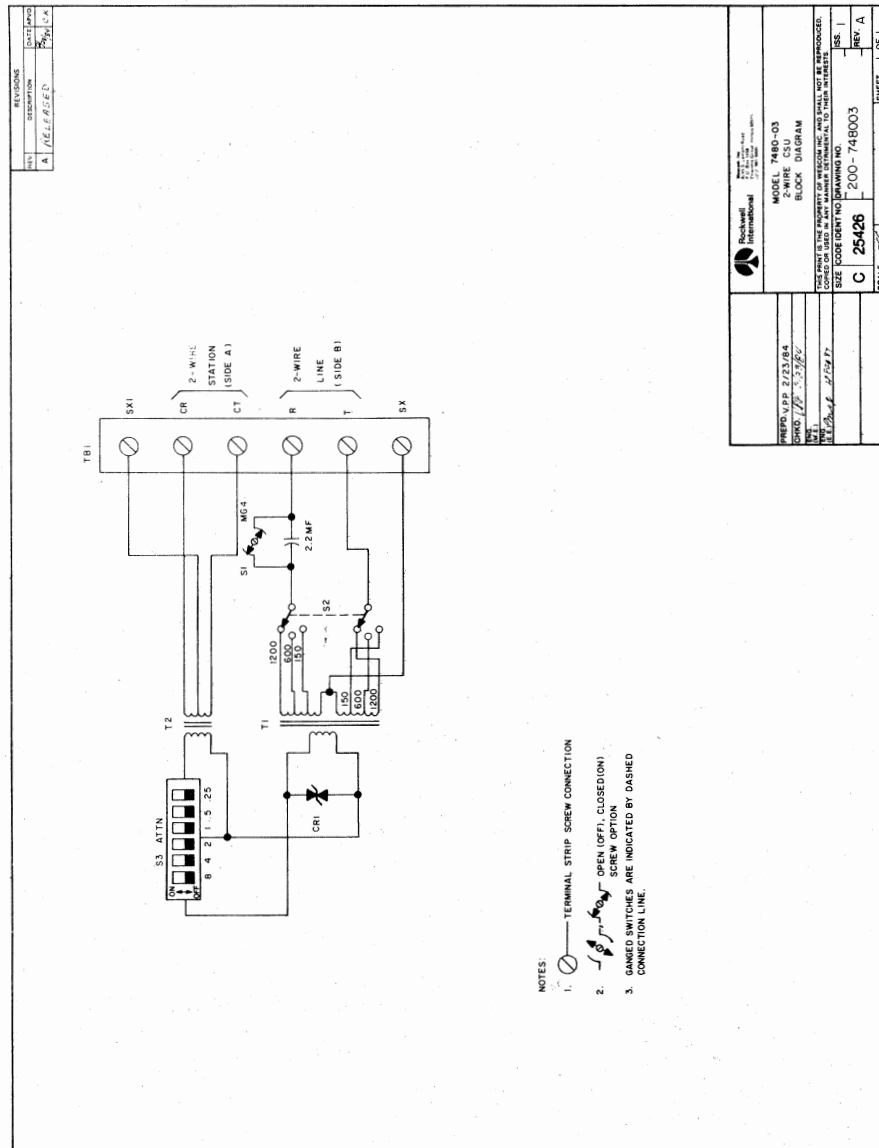 REVISIONS
REV. DESCRIPTION DATE APVD.
A RELEASED
TB1
SX1
CR
CT
2-WIRE
STATION
(SIDE A)
R
T
2-WIRE
LINE
(SIDE B)
SX
MG4
S1
2.2MF
S2
1200
600
150
150
600
1200
T2
T1
S3 ATTN
ON
OFF
8 4 2 1 .5 .25
CR1
NOTES:
1. TERMINAL STRIP SCREW CONNECTION
2. OPEN (OFF), CLOSED(ON)
SCREW OPTION
3. GANGED SWITCHES ARE INDICATED BY DASHED
CONNECTION LINE.
Rockwell
International
MODEL 7480-03
2-WIRE CSU
BLOCK DIAGRAM
THIS PRINT IS THE PROPERTY OF WESCOM INC. AND SHALL NOT BE REPRODUCED,
COPIED OR USED IN ANY MANNER DETRIMENTAL TO THEIR INTERESTS.
SIZE CODE IDENT NO. DRAWING NO. ISS. 1
C 25426 200-748003 REV. A
PREPD. V.P.P. 2/23/84
CHKD.
ENG.
(M.E.)
ENG.
(E.E.)
SHEET 1 OF 1